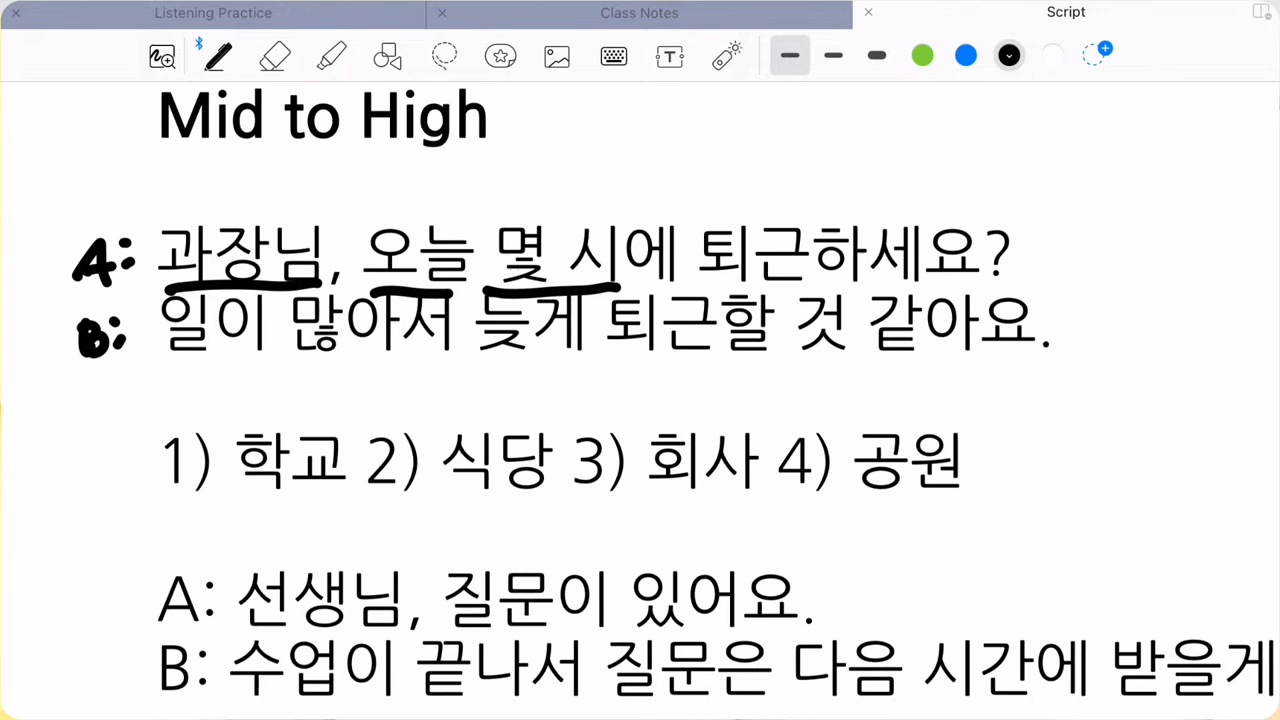 Listening Practice Class Notes Script
Mid to High
A: 과장님, 오늘 몇 시에 퇴근하세요?
B: 일이 많아서 늦게 퇴근할 것 같아요.
1) 학교 2) 식당 3) 회사 4) 공원
A: 선생님, 질문이 있어요.
B: 수업이 끝나서 질문은 다음 시간에 받을게